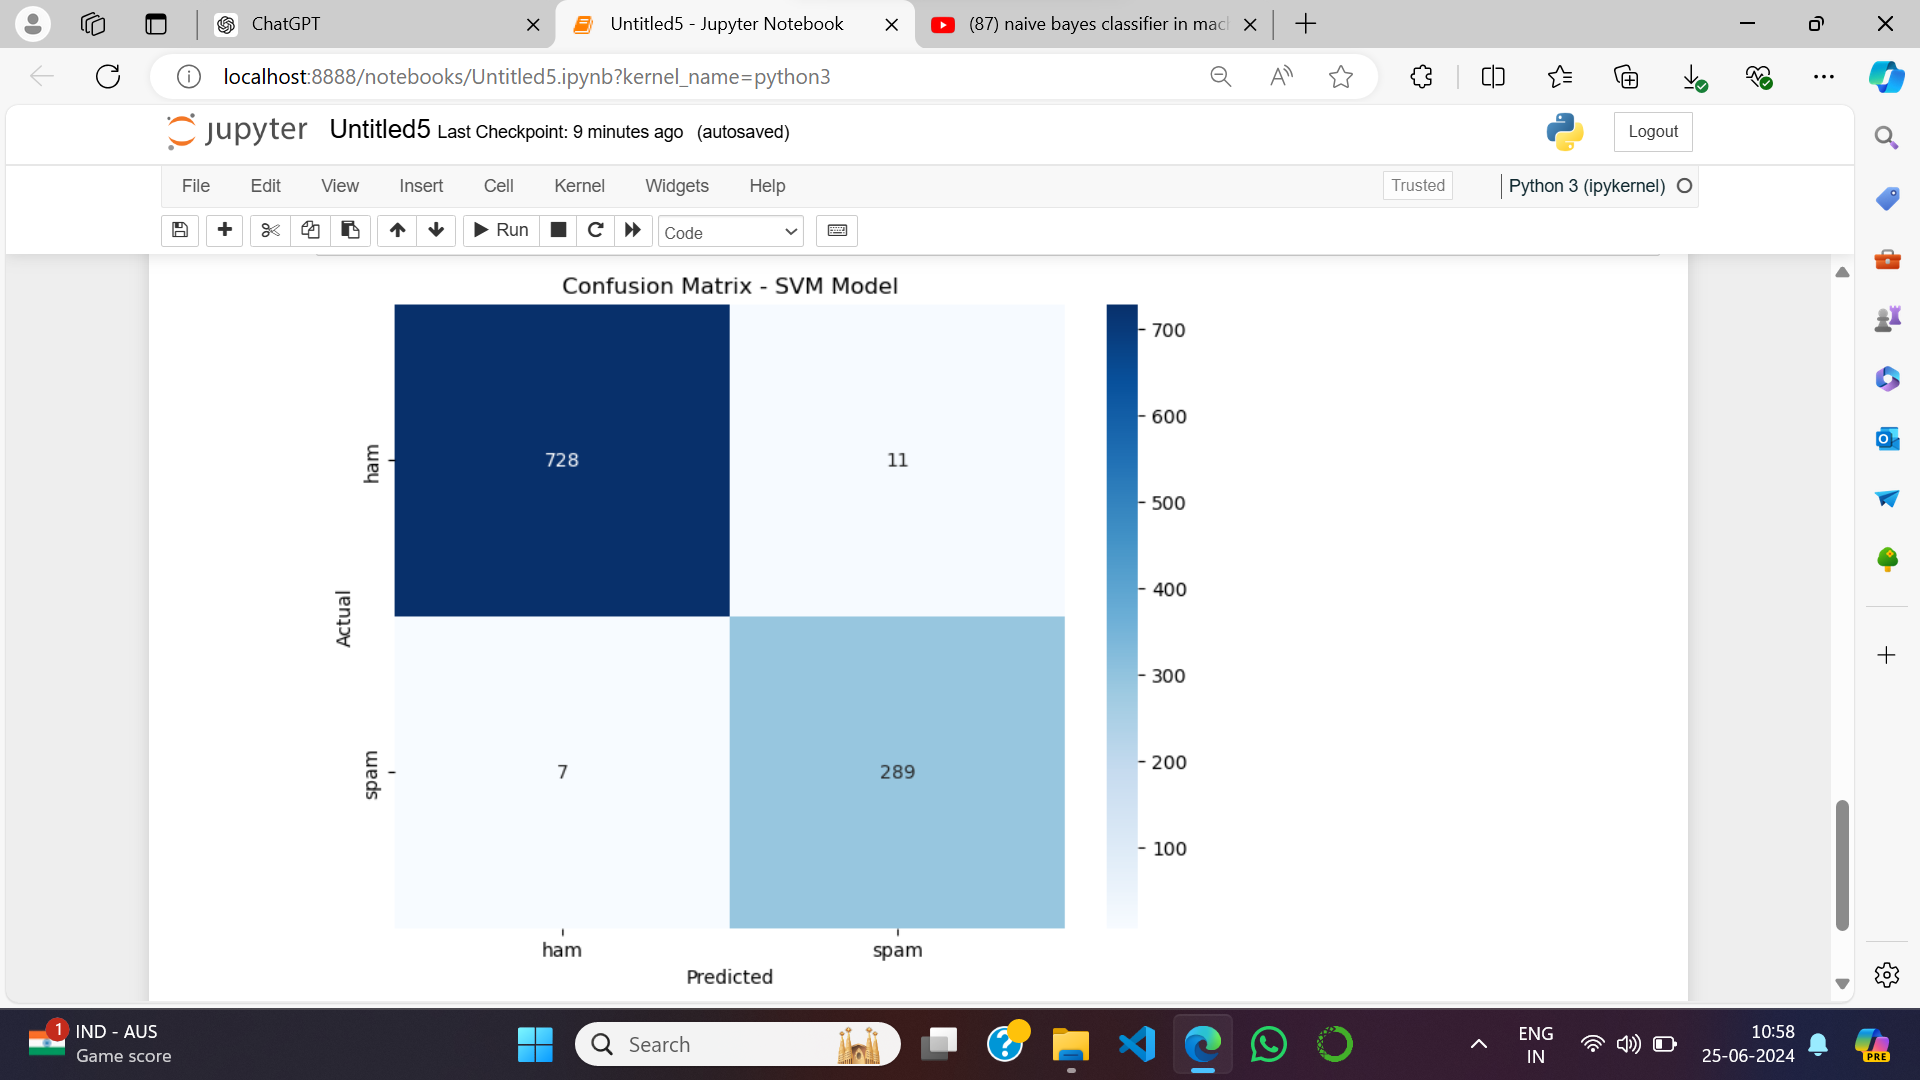 ChatGPT
Untitled5 - Jupyter Notebook
(87) naive bayes classifier in mac
localhost:8888/notebooks/Untitled5.ipynb?kernel_name=python3
jupyter Untitled5 Last Checkpoint: 9 minutes ago (autosaved)
Logout
File Edit View Insert Cell Kernel Widgets Help
Trusted
Python 3 (ipykernel)
Run
Code
Confusion Matrix - SVM Model
728
11
7
289
ham
spam
Actual
ham
spam
Predicted
700
600
500
400
300
200
100
1
IND - AUS
Game score
Search
ENG
IN
10:58
25-06-2024
PRE